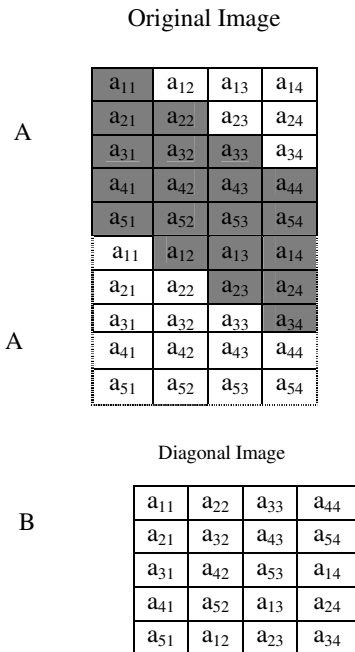 Original Image
a11 a12 a13 a14
A
a21 a22 a23 a24
a31 a32 a33 a34
a41 a42 a43 a44
a51 a52 a53 a54
a11 a12 a13 a14
a21 a22 a23 a24
a31 a32 a33 a34
A
a41 a42 a43 a44
a51 a52 a53 a54
Diagonal Image
a11 a22 a33 a44
B
a21 a32 a43 a54
a31 a42 a53 a14
a41 a52 a13 a24
a51 a12 a23 a34